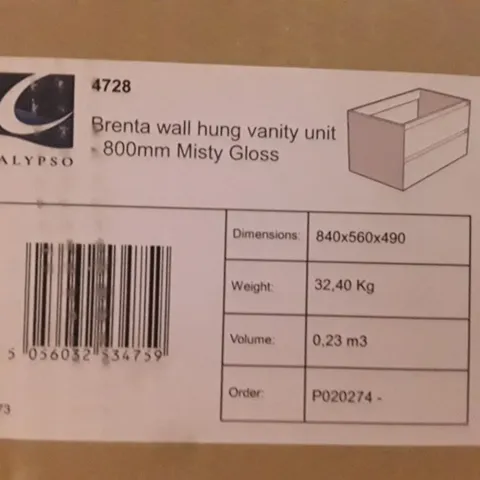 4728
Brenta wall hung vanity unit
- 800mm Misty Gloss
ALYPSO
Dimensions: 840x560x490
Weight: 32,40 Kg
Volume: 0,23 m3
Order: P020274 -
5 056032 534759
73